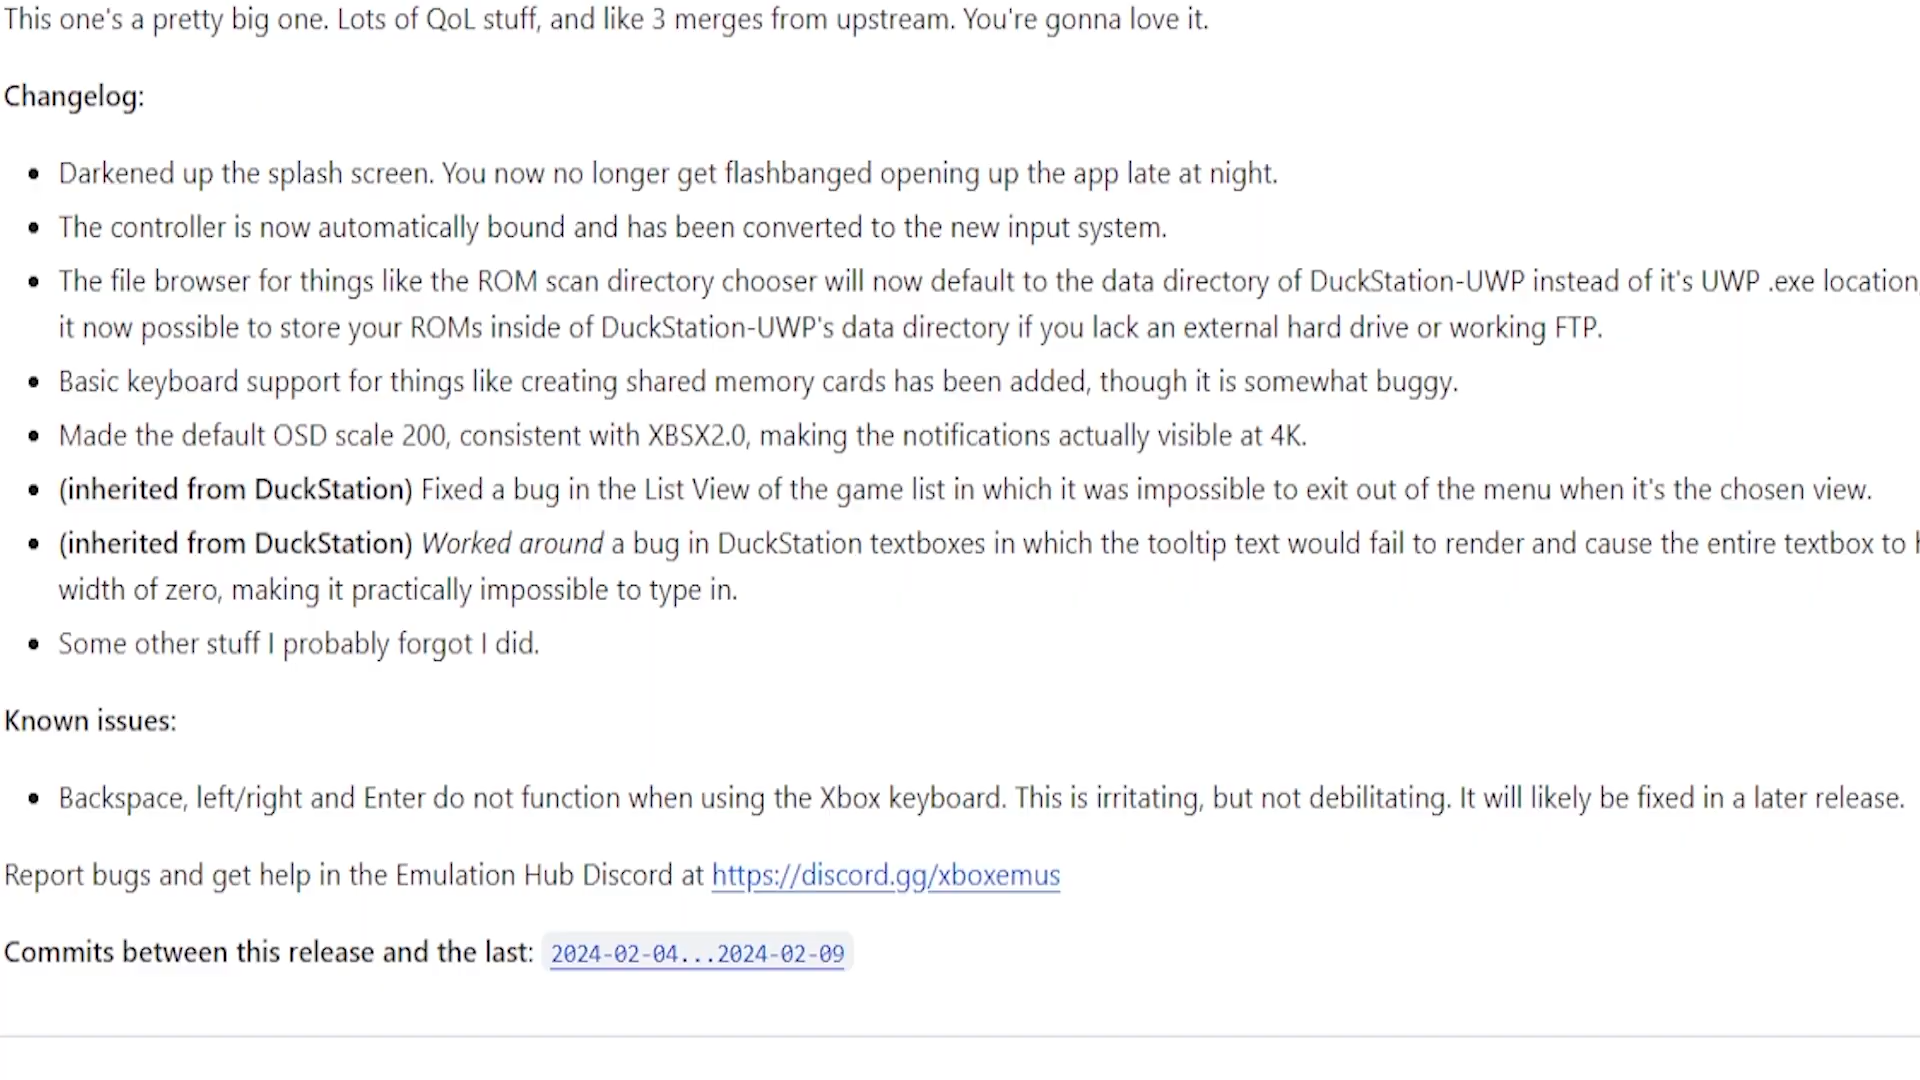 This one's a pretty big one. Lots of QoL stuff, and like 3 merges from upstream. You're gonna love it.
Changelog:
• Darkened up the splash screen. You now no longer get flashbanged opening up the app late at night.
• The controller is now automatically bound and has been converted to the new input system.
• The file browser for things like the ROM scan directory chooser will now default to the data directory of DuckStation-UWP instead of it's UWP .exe location
it now possible to store your ROMs inside of DuckStation-UWP's data directory if you lack an external hard drive or working FTP.
• Basic keyboard support for things like creating shared memory cards has been added, though it is somewhat buggy.
• Made the default OSD scale 200, consistent with XBSX2.0, making the notifications actually visible at 4K.
• (inherited from DuckStation) Fixed a bug in the List View of the game list in which it was impossible to exit out of the menu when it's the chosen view.
• (inherited from DuckStation) Worked around a bug in DuckStation textboxes in which the tooltip text would fail to render and cause the entire textbox to
width of zero, making it practically impossible to type in.
• Some other stuff I probably forgot I did.
Known issues:
• Backspace, left/right and Enter do not function when using the Xbox keyboard. This is irritating, but not debilitating. It will likely be fixed in a later release.
Report bugs and get help in the Emulation Hub Discord at https://discord.gg/xboxemus
Commits between this release and the last: 2024-02-04...2024-02-09